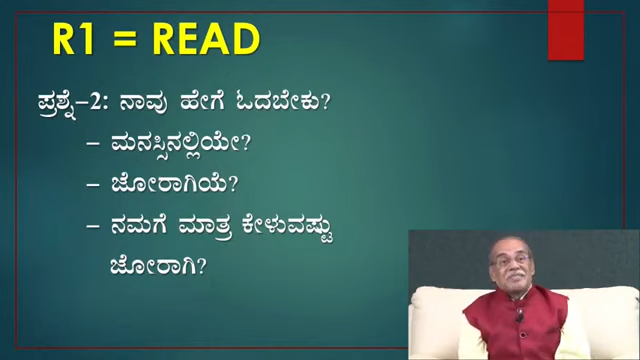 R1 = READ
ಪ್ರಶ್ನೆ-2: ನಾವು ಹೇಗೆ ಓದಬೇಕು?
– ಮನಸ್ಸಿನಲ್ಲಿಯೇ?
– ಜೋರಾಗಿಯೆ?
– ನಮಗೆ ಮಾತ್ರ ಕೇಳುವಷ್ಟು
ಜೋರಾಗಿ?